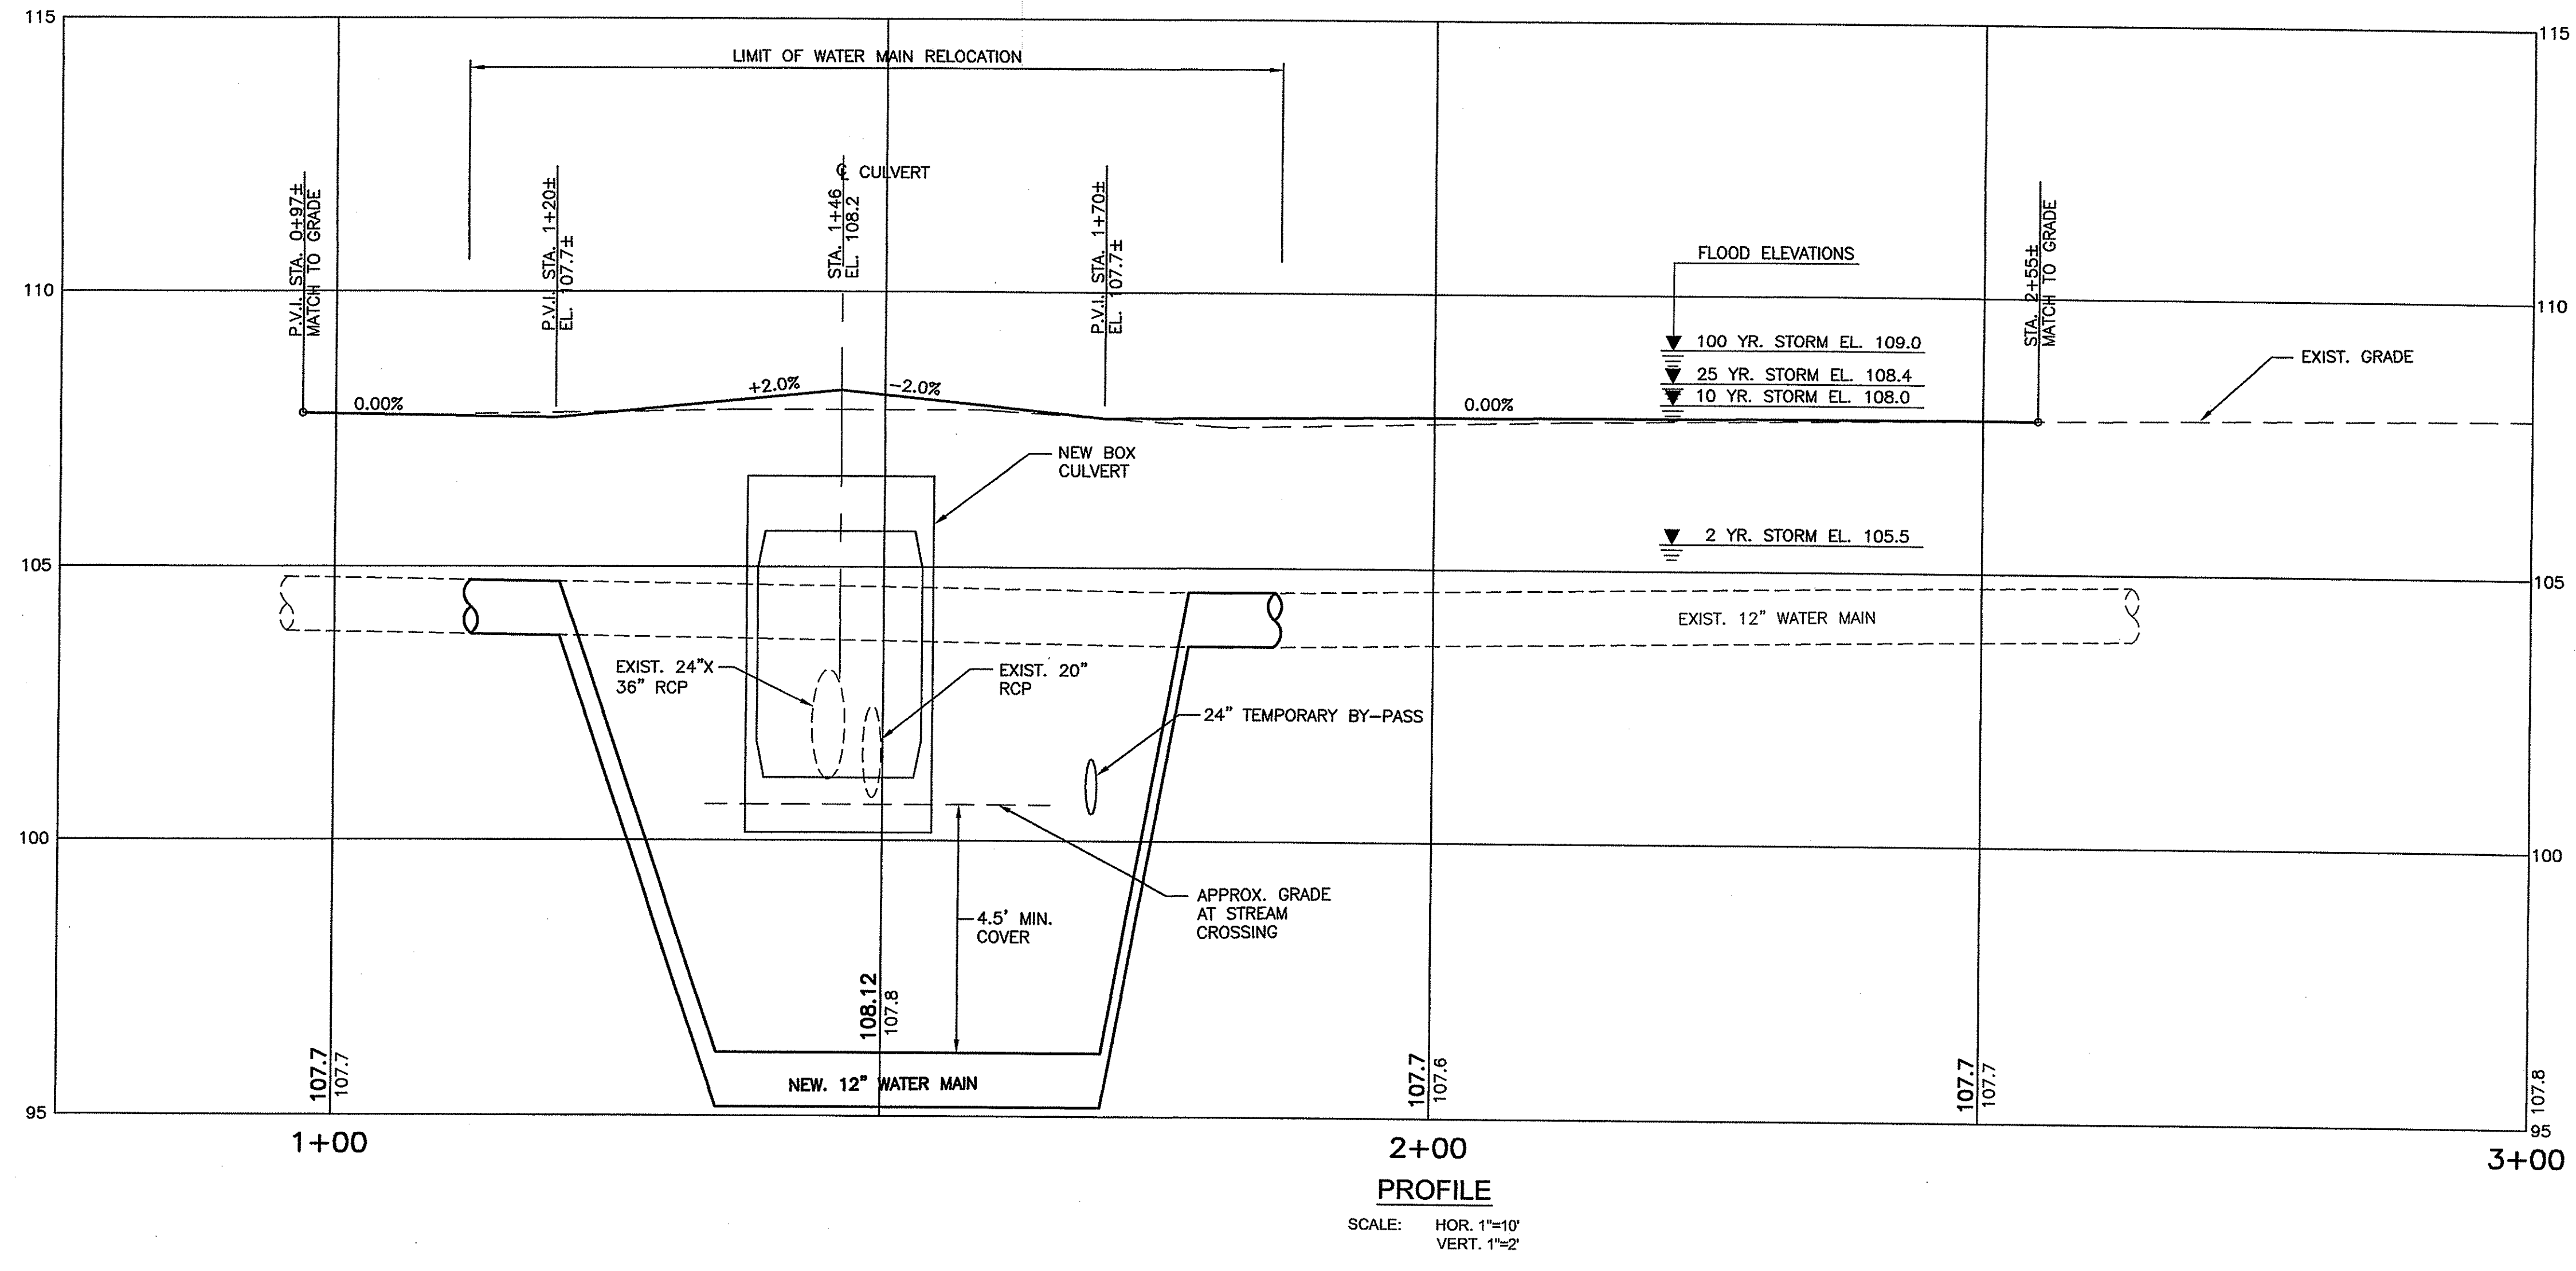 115
115
LIMIT OF WATER MAIN RELOCATION
℄ CULVERT
P.V.I. STA. 0+97±
MATCH TO GRADE
P.V.I. STA. 1+20±
EL. 107.7±
STA. 1+46
EL. 108.2
P.V.I. STA. 1+70±
EL. 107.7±
STA. 2+55±
MATCH TO GRADE
FLOOD ELEVATIONS
110
110
100 YR. STORM EL. 109.0
25 YR. STORM EL. 108.4
10 YR. STORM EL. 108.0
EXIST. GRADE
0.00%
+2.0%
-2.0%
0.00%
NEW BOX
CULVERT
2 YR. STORM EL. 105.5
105
105
EXIST. 12" WATER MAIN
EXIST. 24"X
36" RCP
EXIST. 20"
RCP
24" TEMPORARY BY-PASS
100
100
APPROX. GRADE
AT STREAM
CROSSING
4.5' MIN.
COVER
108.12
107.8
NEW. 12" WATER MAIN
107.7
107.7
107.7
107.6
107.7
107.7
107.8
95
95
1+00
2+00
3+00
PROFILE
SCALE: HOR. 1"=10'
VERT. 1"=2'